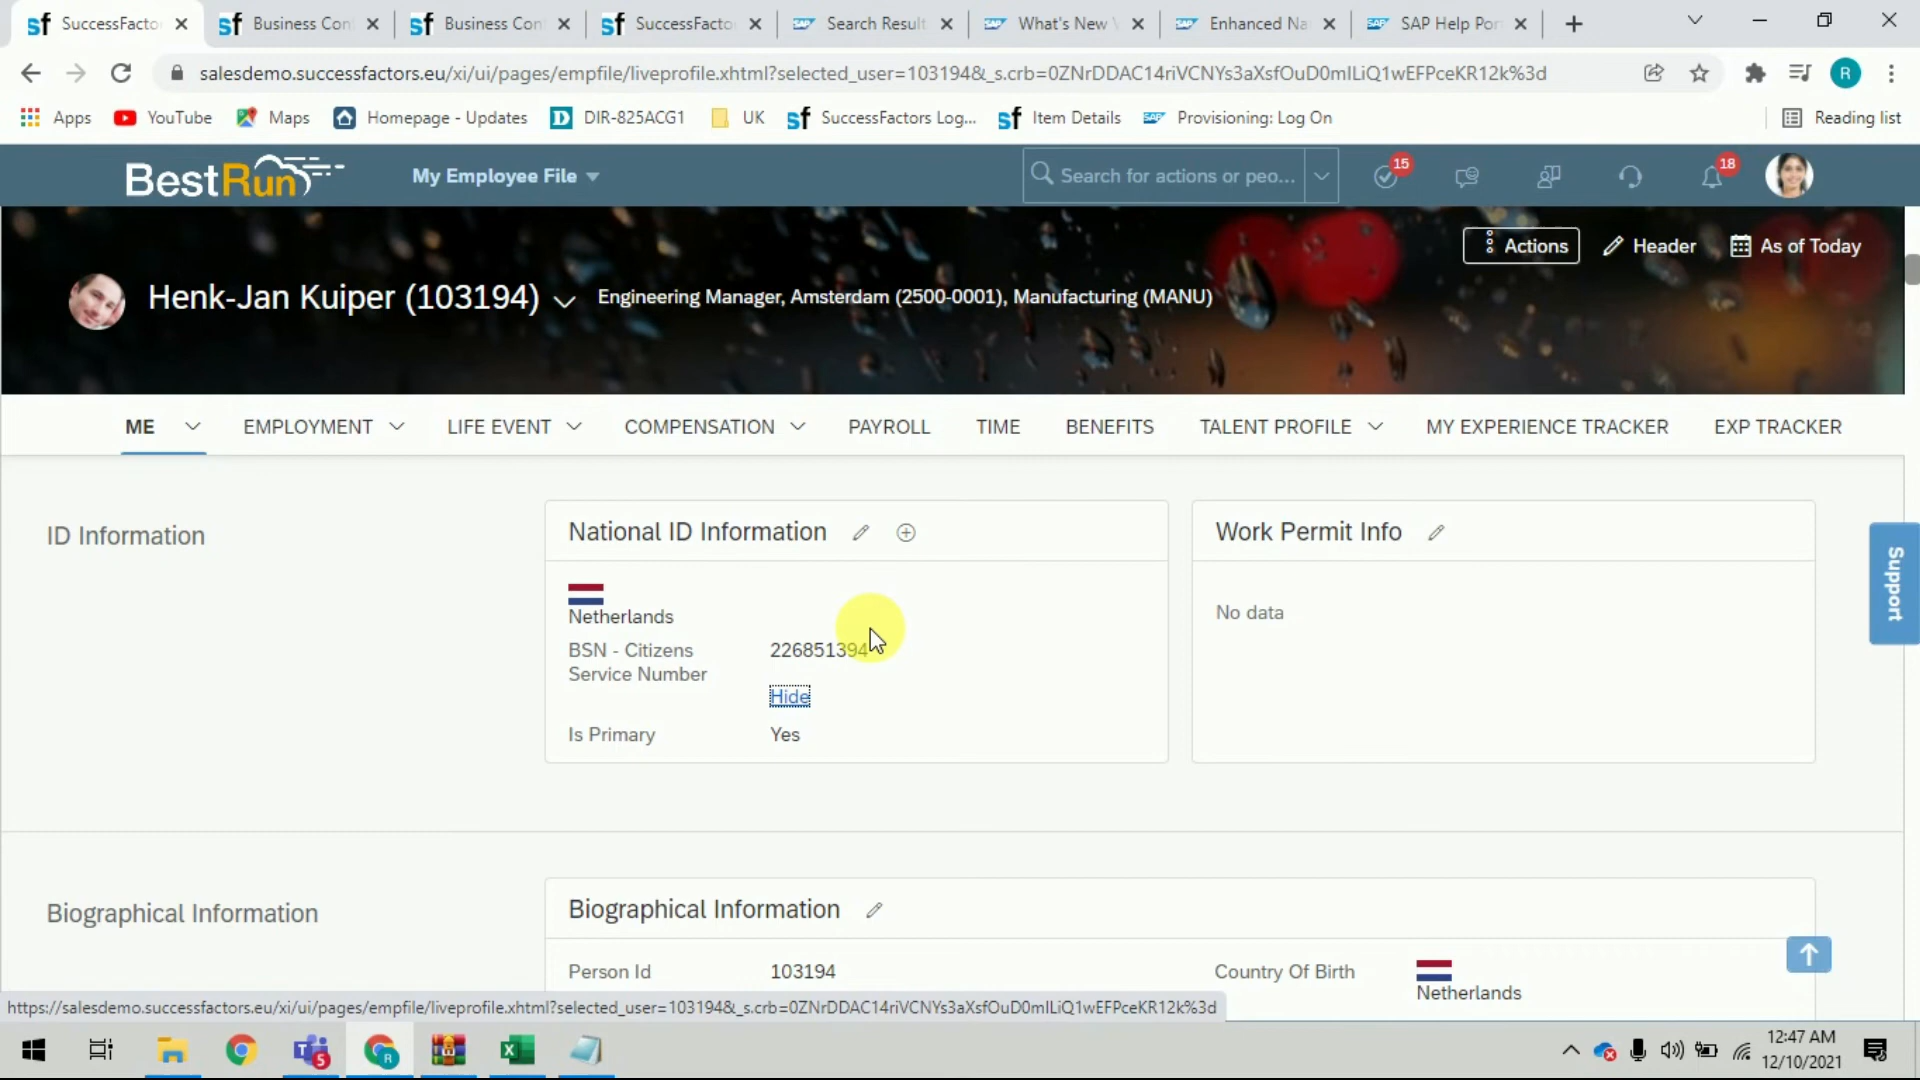 SuccessFacto
Business Con
Business Con
SuccessFacto
Search Result
What's New
Enhanced Na
SAP Help Por
salesdemo.successfactors.eu/xi/ui/pages/empfile/liveprofile.xhtml?selected_user=103194&_s.crb=0ZNrDDAC14riVCNYs3aXsfOuD0mILiQ1wEFPceKR12k%3d
R
Apps
YouTube
Maps
Homepage - Updates
D DIR-825ACG1
UK
SuccessFactors Log...
Item Details
Provisioning: Log On
Reading list
BestRun
My Employee File
Search for actions or peo...
15
18
Actions
Header
As of Today
Henk-Jan Kuiper (103194)
Engineering Manager, Amsterdam (2500-0001), Manufacturing (MANU)
ME
EMPLOYMENT
LIFE EVENT
COMPENSATION
PAYROLL
TIME
BENEFITS
TALENT PROFILE
MY EXPERIENCE TRACKER
EXP TRACKER
ID Information
National ID Information
Netherlands
BSN - Citizens
Service Number
226851394
Hide
Is Primary
Yes
Work Permit Info
No data
Support
Biographical Information
Biographical Information
Person Id
103194
Country Of Birth
Netherlands
https://salesdemo.successfactors.eu/xi/ui/pages/empfile/liveprofile.xhtml?selected_user=103194&_s.crb=0ZNrDDAC14riVCNYs3aXsfOuD0mILiQ1wEFPceKR12k%3d
5
R
12:47 AM
12/10/2021